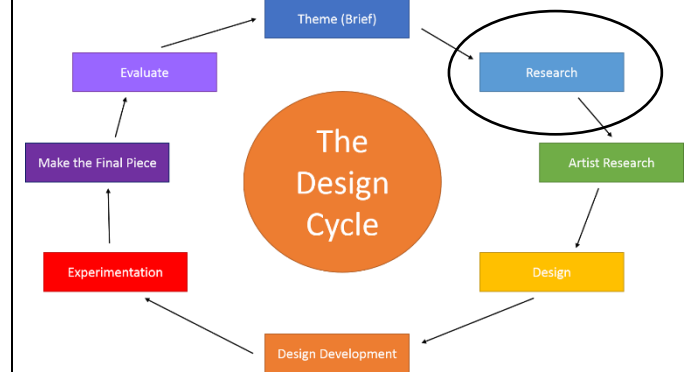 Theme (Brief)
Research
Artist Research
Design
Design Development
Experimentation
Make the Final Piece
Evaluate
The
Design
Cycle